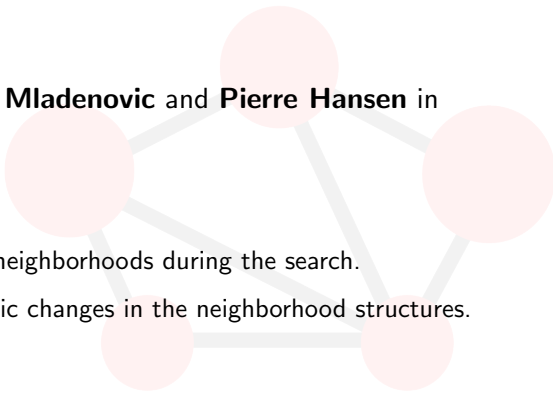 Mladenovic and Pierre Hansen in
neighborhoods during the search.
ic changes in the neighborhood structures.